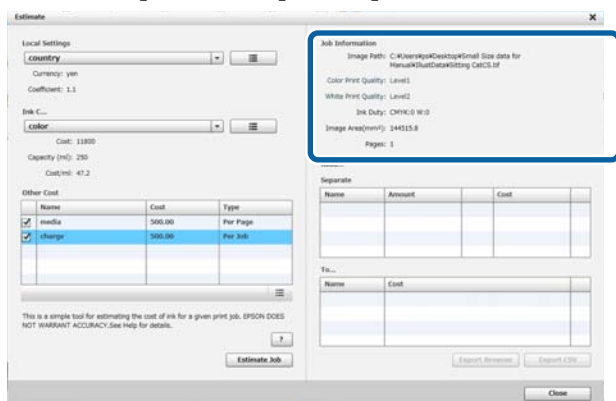 Estimate
Local Settings
country
Currency: yen
Coefficient: 1.1
Ink C...
color
Cost: 11800
Capacity (ml): 250
Cost/ml: 47.2
Other Cost
Name Cost Type
media 500.00 Per Page
charge 500.00 Per Job
This is a simple tool for estimating the cost of ink for a given print job. EPSON DOES
NOT WARRANT ACCURACY.See Help for details.
?
Estimate Job
Job Information
Image Path: C:¥Users¥ps¥Desktop¥Small Size data for
Manual¥IllustData¥Sitting CatCS.tif
Color Print Quality: Level1
White Print Quality: Level2
Ink Duty: CMYK:0 W:0
Image Area(mm²): 144515.8
Pages: 1
Separate
Name Amount Cost
To...
Name Cost
Export Browser Export CSV
Close